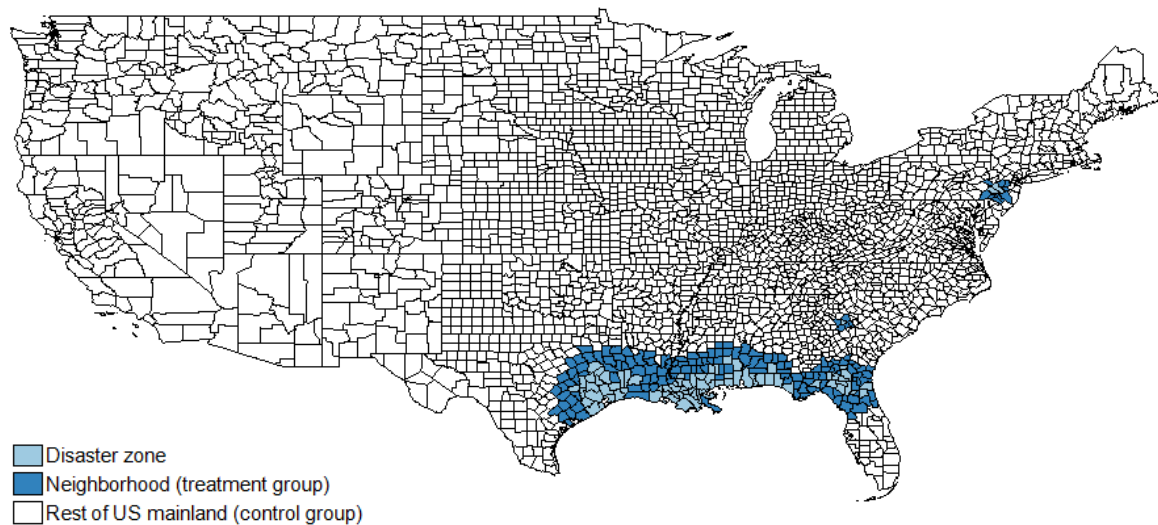 Disaster zone
Neighborhood (treatment group)
Rest of US mainland (control group)